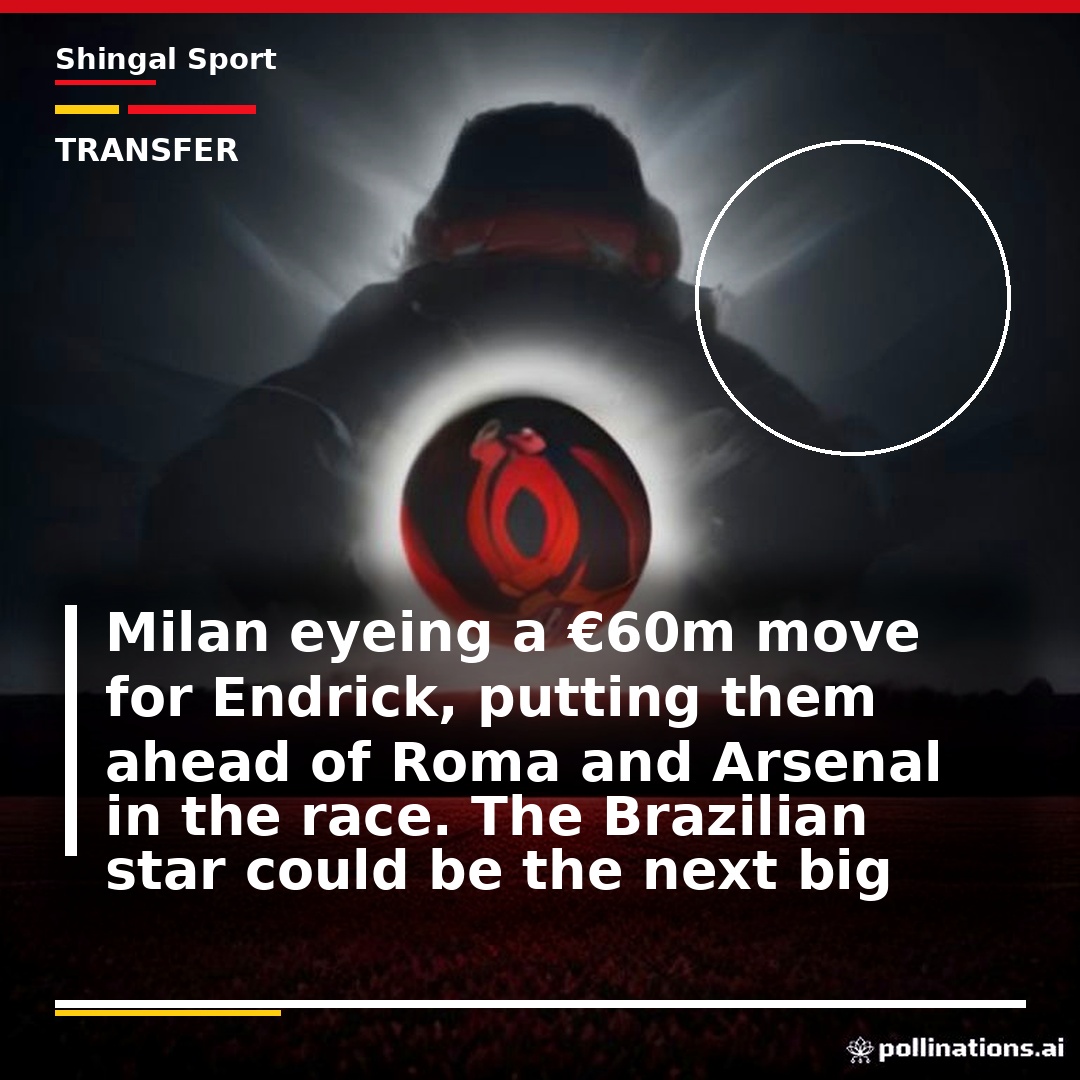 Shingal Sport
TRANSFER
Milan eyeing a €60m move
for Endrick, putting them
ahead of Roma and Arsenal
in the race. The Brazilian
star could be the next big
pollinations.ai